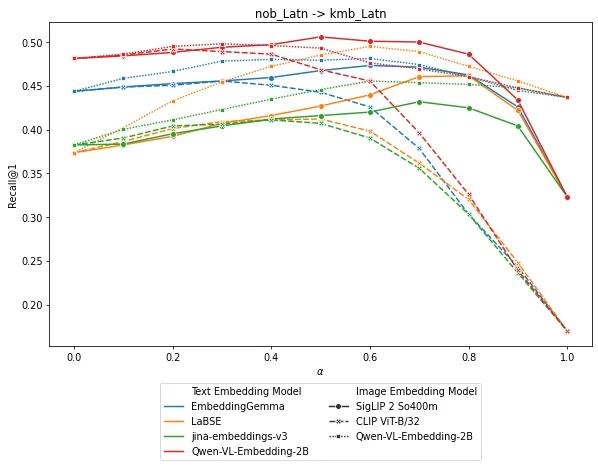 nob_Latn -> kmb_Latn
Recall@1
0.50
0.45
0.40
0.35
0.30
0.25
0.20
0.0 0.2 0.4 0.6 0.8 1.0
α
Text Embedding Model Image Embedding Model
EmbeddingGemma SigLIP 2 So400m
LaBSE CLIP ViT-B/32
jina-embeddings-v3 Qwen-VL-Embedding-2B
Qwen-VL-Embedding-2B